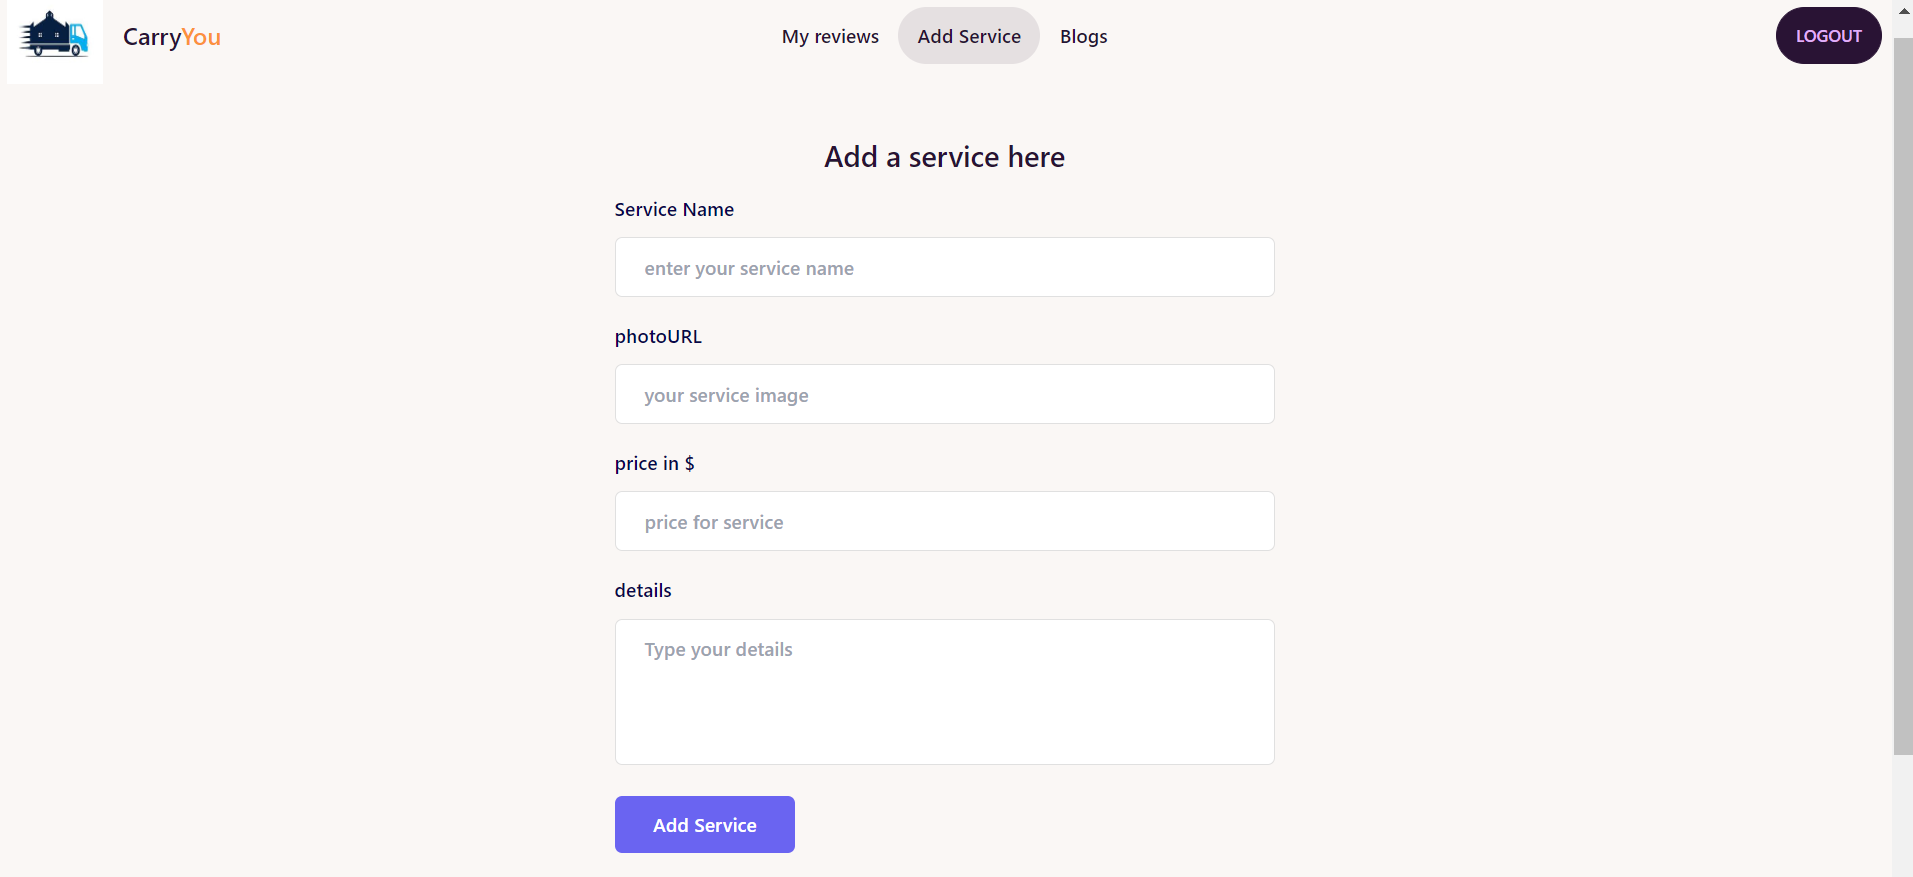 CarryYou
My reviews Add Service Blogs
LOGOUT
Add a service here
Service Name
enter your service name
photoURL
your service image
price in $
price for service
details
Type your details
Add Service